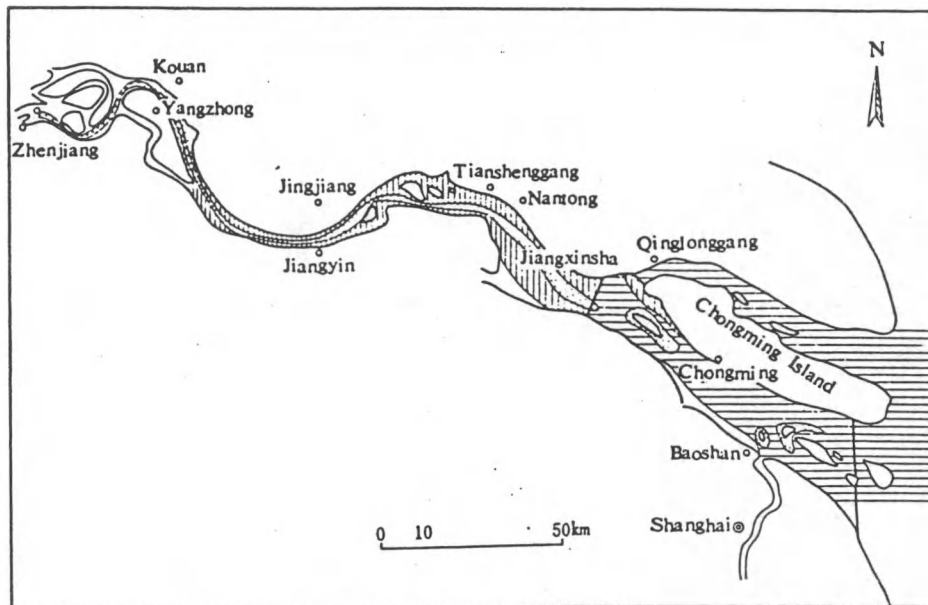 N
Kouan
Yangzhong
Zhenjiang
Tianshenggang
Jingjiang
Nantong
Qinglonggang
Jiangxinsha
Jiangyin
Chongming Island
Chongming
Baoshan
Shanghai
0 10 50km